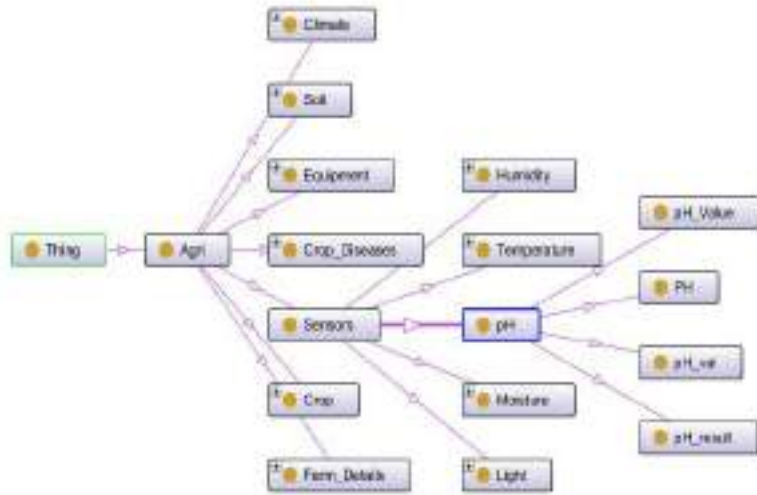 Climate
Soil
Equipment
Humidity
pH_Value
Thing
Agri
Crop_Diseases
Temperature
PH
Sensors
pH
pH_val
Crop
Moisture
pH_result
Farm_Details
Light